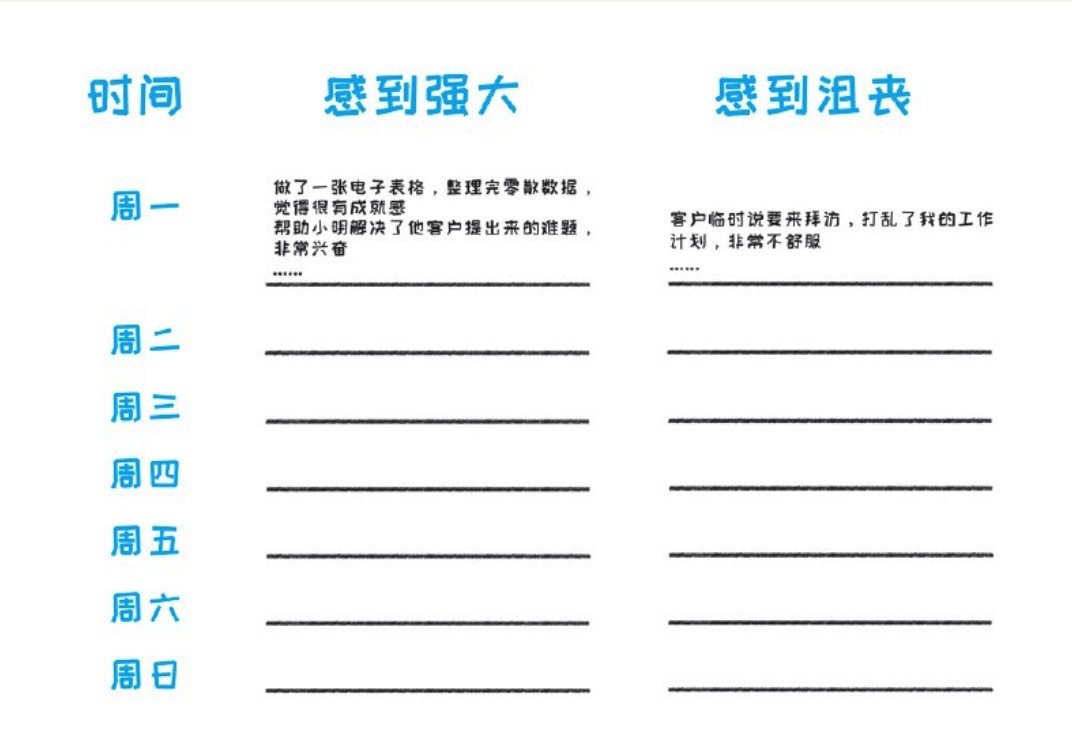 时间 感到强大 感到沮丧
周一
做了一张电子表格，整理完零散数据，
觉得很有成就感
帮助小明解决了他客户提出来的难题，
非常兴奋
……
客户临时说要来拜访，打乱了我的工作
计划，非常不舒服
……
周二
周三
周四
周五
周六
周日